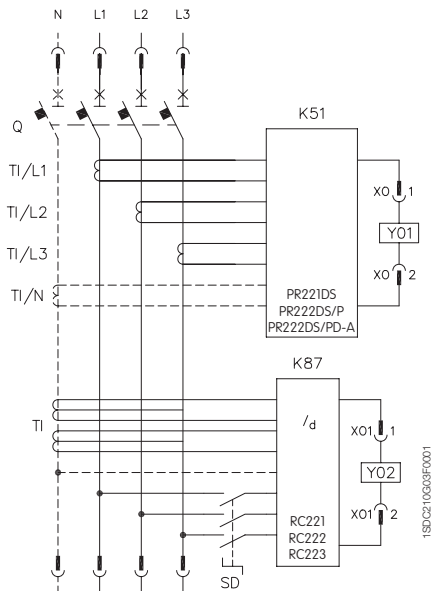 N L1 L2 L3
K51
Q
TI/L1
X0 1
TI/L2
Y01
TI/L3
X0 2
TI/N
PR221DS
PR222DS/P
PR222DS/PD-A
K87
TI
/d
X01 1
Y02
X01 2
RC221
RC222
RC223
SD
1SDC210G03F0001